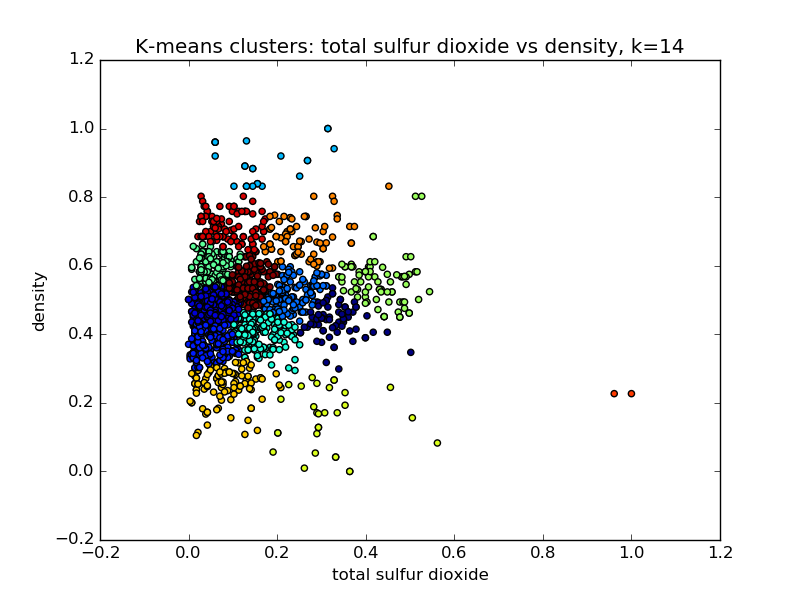 K-means clusters: total sulfur dioxide vs density, k=14
1.2
1.0
0.8
0.6
0.4
0.2
0.0
−0.2
density
−0.2 0.0 0.2 0.4 0.6 0.8 1.0 1.2
total sulfur dioxide